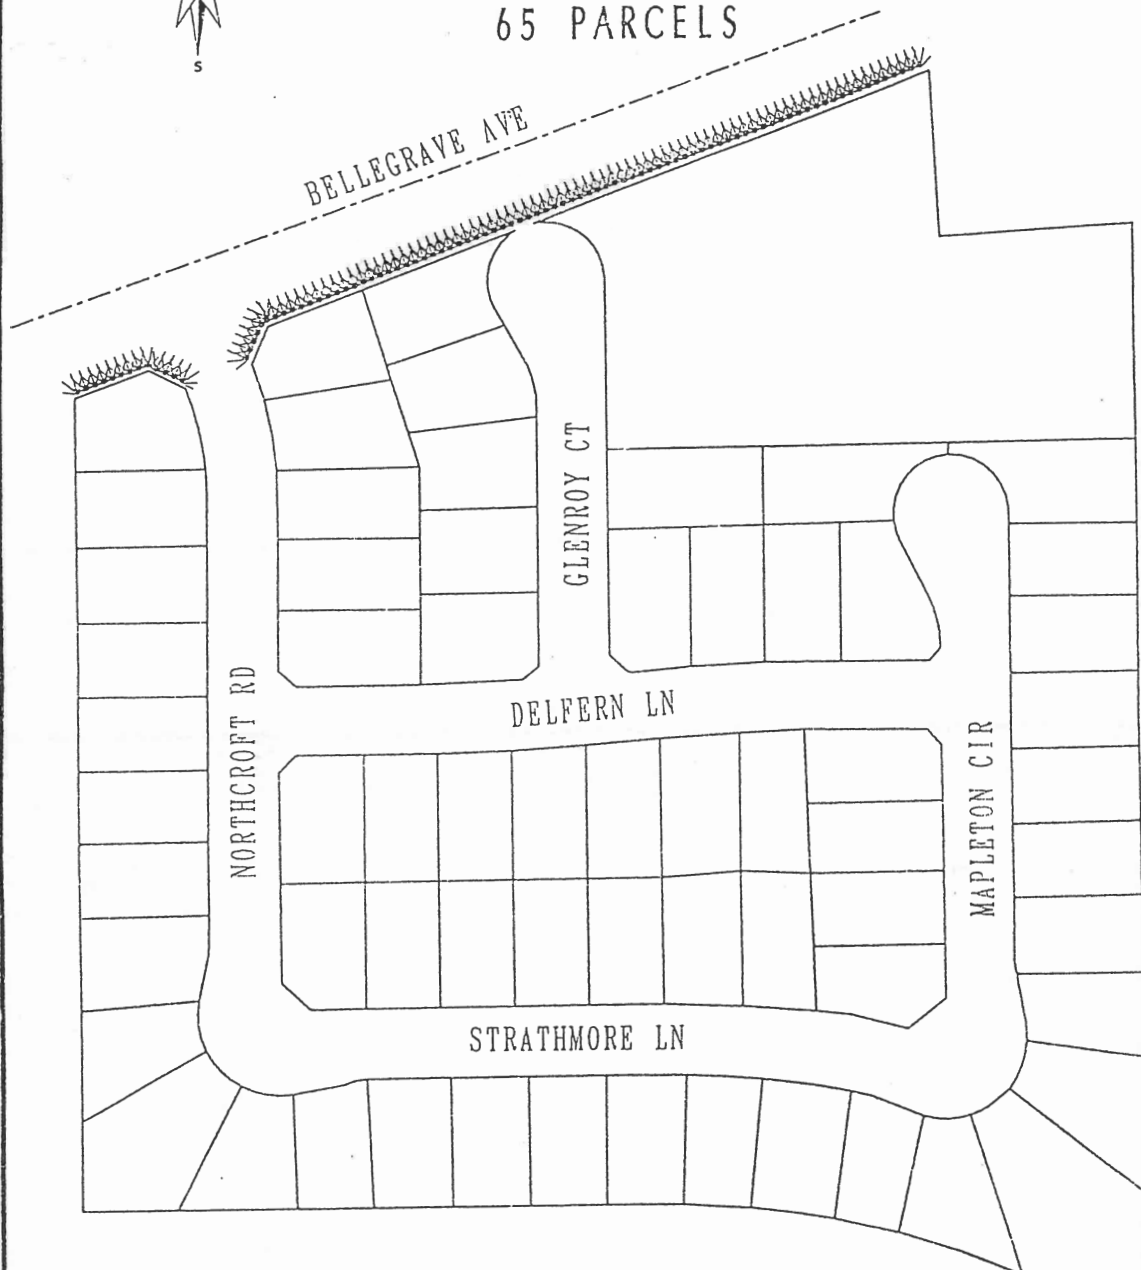 65 PARCELS
S
BELLEGRAVE AVE
GLENROY CT
NORTHCROFT RD
DELFERN LN
MAPLETON CIR
STRATHMORE LN